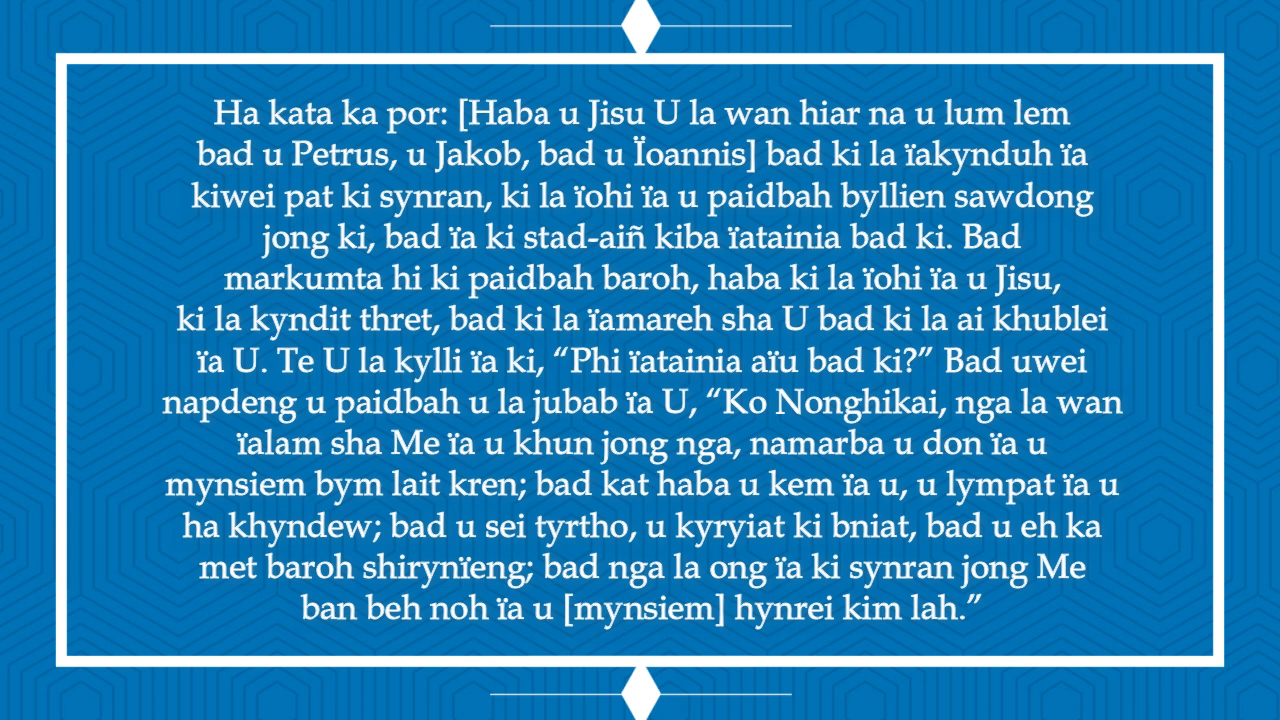 Ha kata ka por: [Haba u Jisu U la wan hiar na u lum lem
bad u Petrus, u Jakob, bad u Ïoannis] bad ki la ïakynduh ïa
kiwei pat ki synran, ki la ïohi ïa u paidbah byllien sawdong
jong ki, bad ïa ki stad-aiñ kiba ïatainia bad ki. Bad
markumta hi ki paidbah baroh, haba ki la ïohi ïa u Jisu,
ki la kyndit thret, bad ki la ïamareh sha U bad ki la ai khublei
ïa U. Te U la kylli ïa ki, “Phi ïatainia aïu bad ki?” Bad uwei
napdeng u paidbah u la jubab ïa U, “Ko Nonghikai, nga la wan
ïalam sha Me ïa u khun jong nga, namarba u don ïa u
mynsiem bym lait kren; bad kat haba u kem ïa u, u lympat ïa u
ha khyndew; bad u sei tyrtho, u kyryiat ki bniat, bad u eh ka
met baroh shirynïeng; bad nga la ong ïa ki synran jong Me
ban beh noh ïa u [mynsiem] hynrei kim lah.”